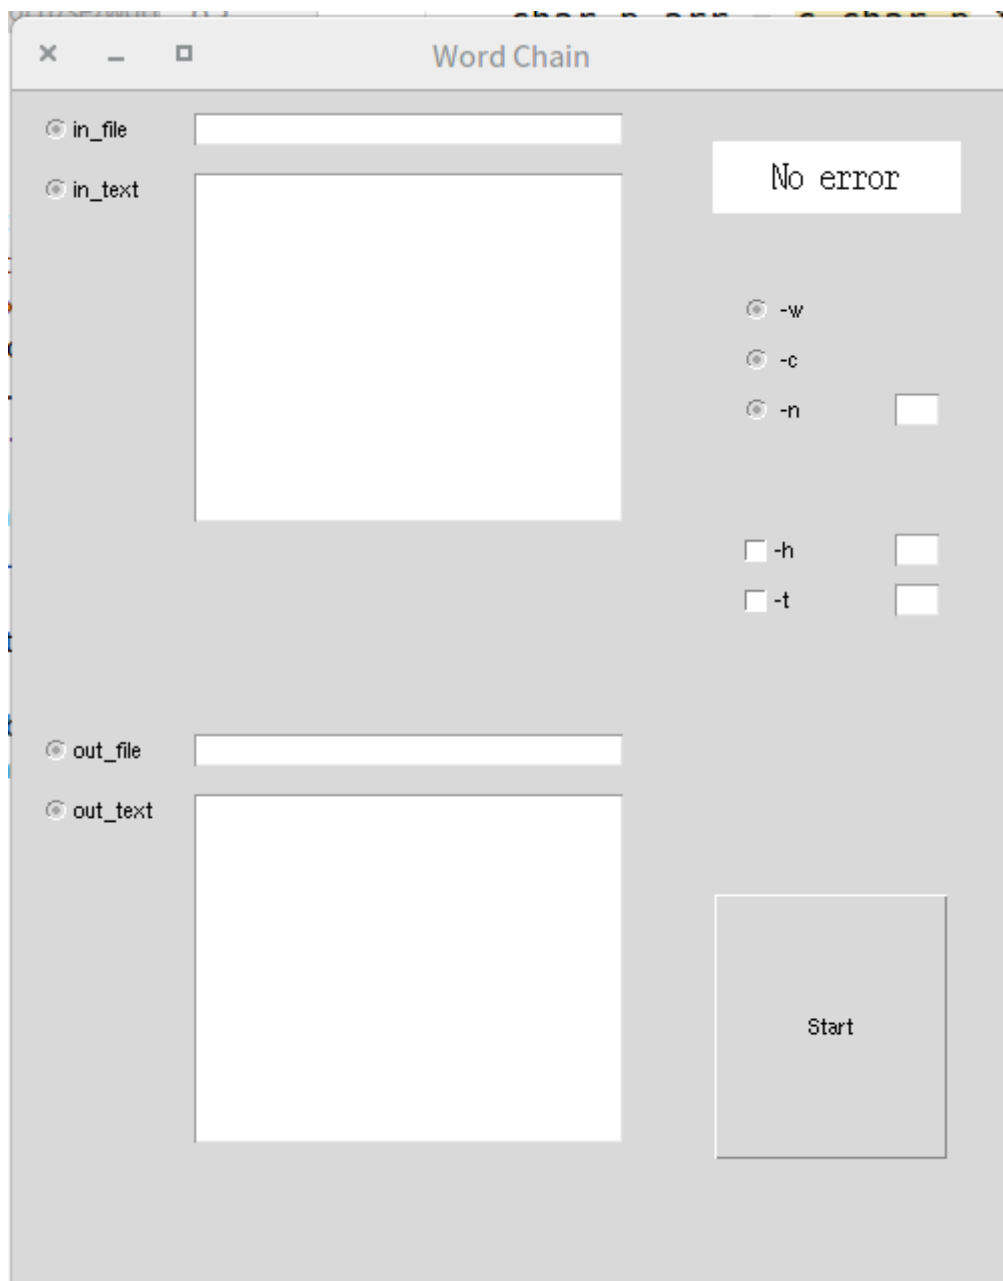 Word Chain
in_file
in_text
No error
-w
-c
-n
-h
-t
out_file
out_text
Start